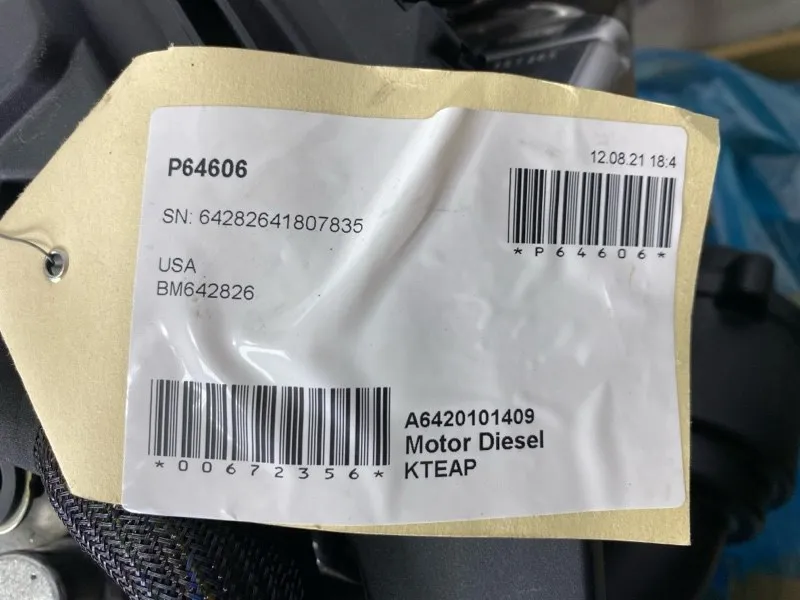 P64606
12.08.21 18:4
*P64606*
SN: 64282641807835
USA
BM642826
*00672356*
A6420101409
Motor Diesel
KTEAP